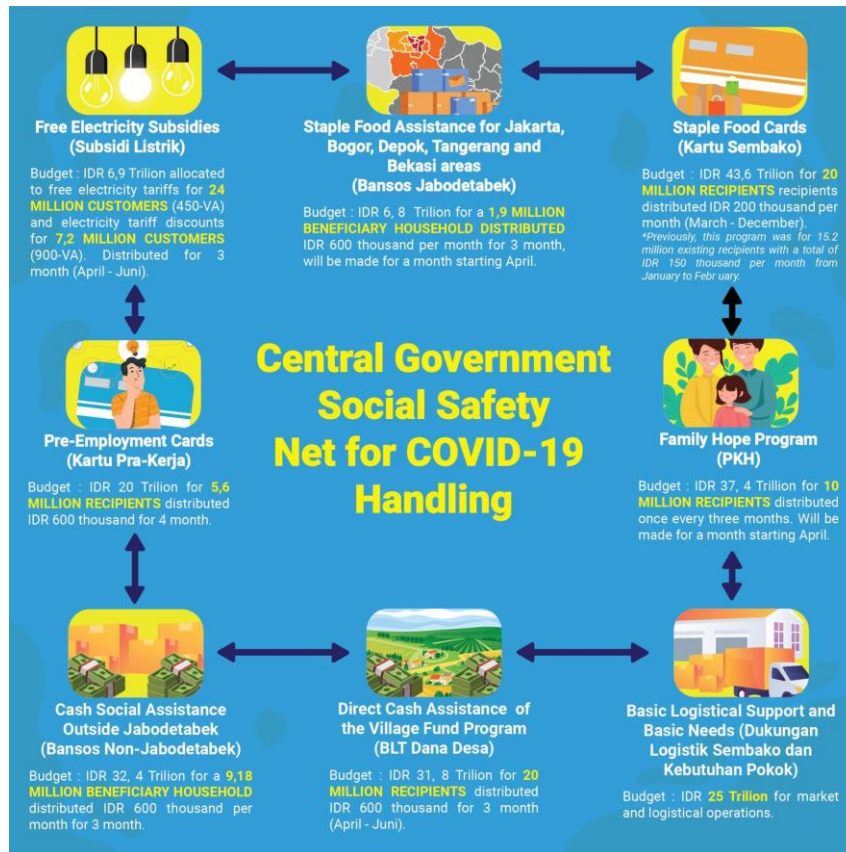 Free Electricity Subsidies
(Subsidi Listrik)
Budget : IDR 6,9 Trilion allocated
to free electricity tariffs for 24
MILLION CUSTOMERS (450-VA)
and electricity tariff discounts
for 7,2 MILLION CUSTOMERS
(900-VA). Distributed for 3
month (April - Juni).
Staple Food Assistance for Jakarta,
Bogor, Depok, Tangerang and
Bekasi areas
(Bansos Jabodetabek)
Budget : IDR 6, 8 Trilion for a 1,9 MILLION
BENEFICIARY HOUSEHOLD DISTRIBUTED
IDR 600 thousand per month for 3 month,
will be made for a month starting April.
Staple Food Cards
(Kartu Sembako)
Budget : IDR 43,6 Trilion for 20
MILLION RECIPIENTS recipients
distributed IDR 200 thousand per
month (March - December).
*Previously, this program was for 15.2
million existing recipients with a total of
IDR 150 thousand per month from
January to Febr uary.
Central Government
Social Safety
Net for COVID-19
Handling
Pre-Employment Cards
(Kartu Pra-Kerja)
Budget : IDR 20 Trilion for 5,6
MILLION RECIPIENTS distributed
IDR 600 thousand for 4 month.
Family Hope Program
(PKH)
Budget : IDR 37, 4 Trillion for 10
MILLION RECIPIENTS distributed
once every three months. Will be
made for a month starting April.
Cash Social Assistance
Outside Jabodetabek
(Bansos Non-Jabodetabek)
Budget : IDR 32, 4 Trilion for a 9,18
MILLION BENEFICIARY HOUSEHOLD
distributed IDR 600 thousand per
month for 3 month.
Direct Cash Assistance of
the Village Fund Program
(BLT Dana Desa)
Budget : IDR 31, 8 Trilion for 20
MILLION RECIPIENTS distributed
IDR 600 thousand for 3 month
(April - Juni).
Basic Logistical Support and
Basic Needs (Dukungan
Logistik Sembako dan
Kebutuhan Pokok)
Budget : IDR 25 Trilion for market
and logistical operations.